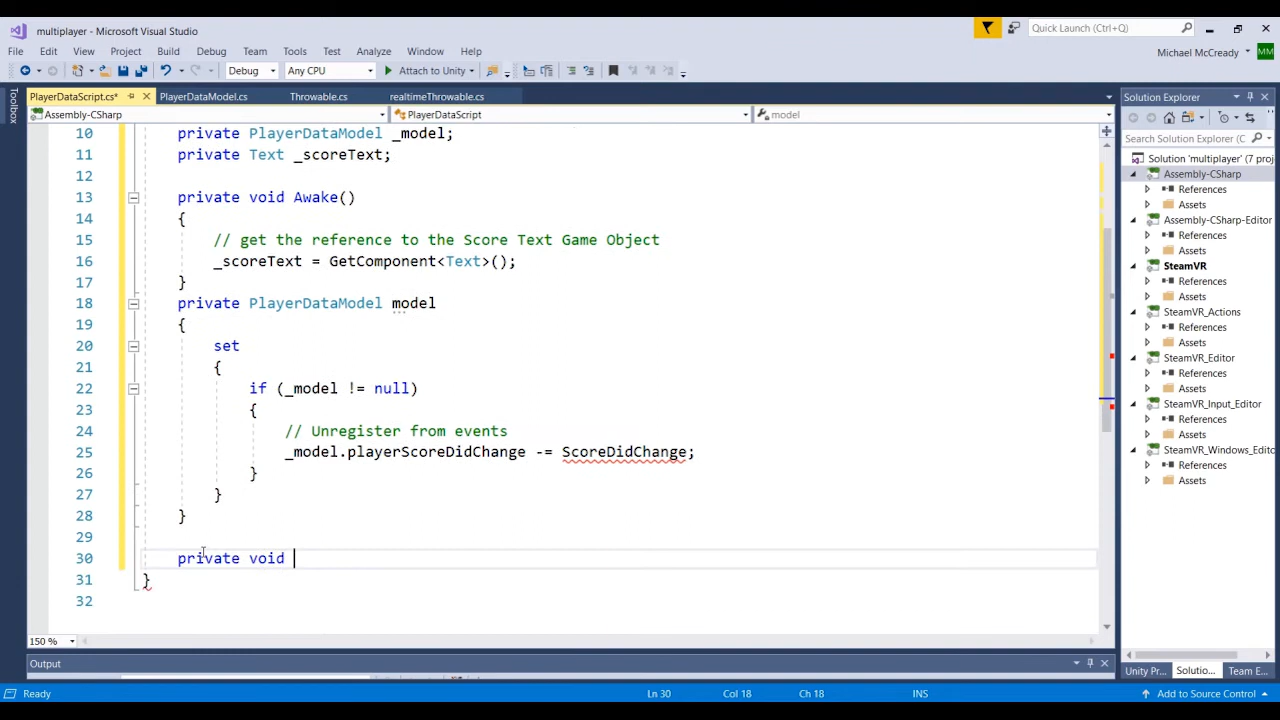 multiplayer - Microsoft Visual Studio
Quick Launch (Ctrl+Q)
File Edit View Project Build Debug Team Tools Test Analyze Window Help
Michael McCready MM
Debug Any CPU Attach to Unity
PlayerDataScript.cs* PlayerDataModel.cs Throwable.cs realtimeThrowable.cs
Assembly-CSharp PlayerDataScript model
Toolbox
10 private PlayerDataModel _model;
11 private Text _scoreText;
12
13 private void Awake()
14 {
15 // get the reference to the Score Text Game Object
16 _scoreText = GetComponent<Text>();
17 }
18 private PlayerDataModel model
19 {
20 set
21 {
22 if (_model != null)
23 {
24 // Unregister from events
25 _model.playerScoreDidChange -= ScoreDidChange;
26 }
27 }
28 }
29
30 private void
31 }
32
150 %
Output
Ready Ln 30 Col 18 Ch 18 INS Add to Source Control
Solution Explorer
Search Solution Explorer (C
Solution 'multiplayer' (7 proj
Assembly-CSharp
References
Assets
Assembly-CSharp-Editor
References
Assets
SteamVR
References
Assets
SteamVR_Actions
References
Assets
SteamVR_Editor
References
Assets
SteamVR_Input_Editor
References
Assets
SteamVR_Windows_Edito
References
Assets
Unity Pr... Solutio... Team E...